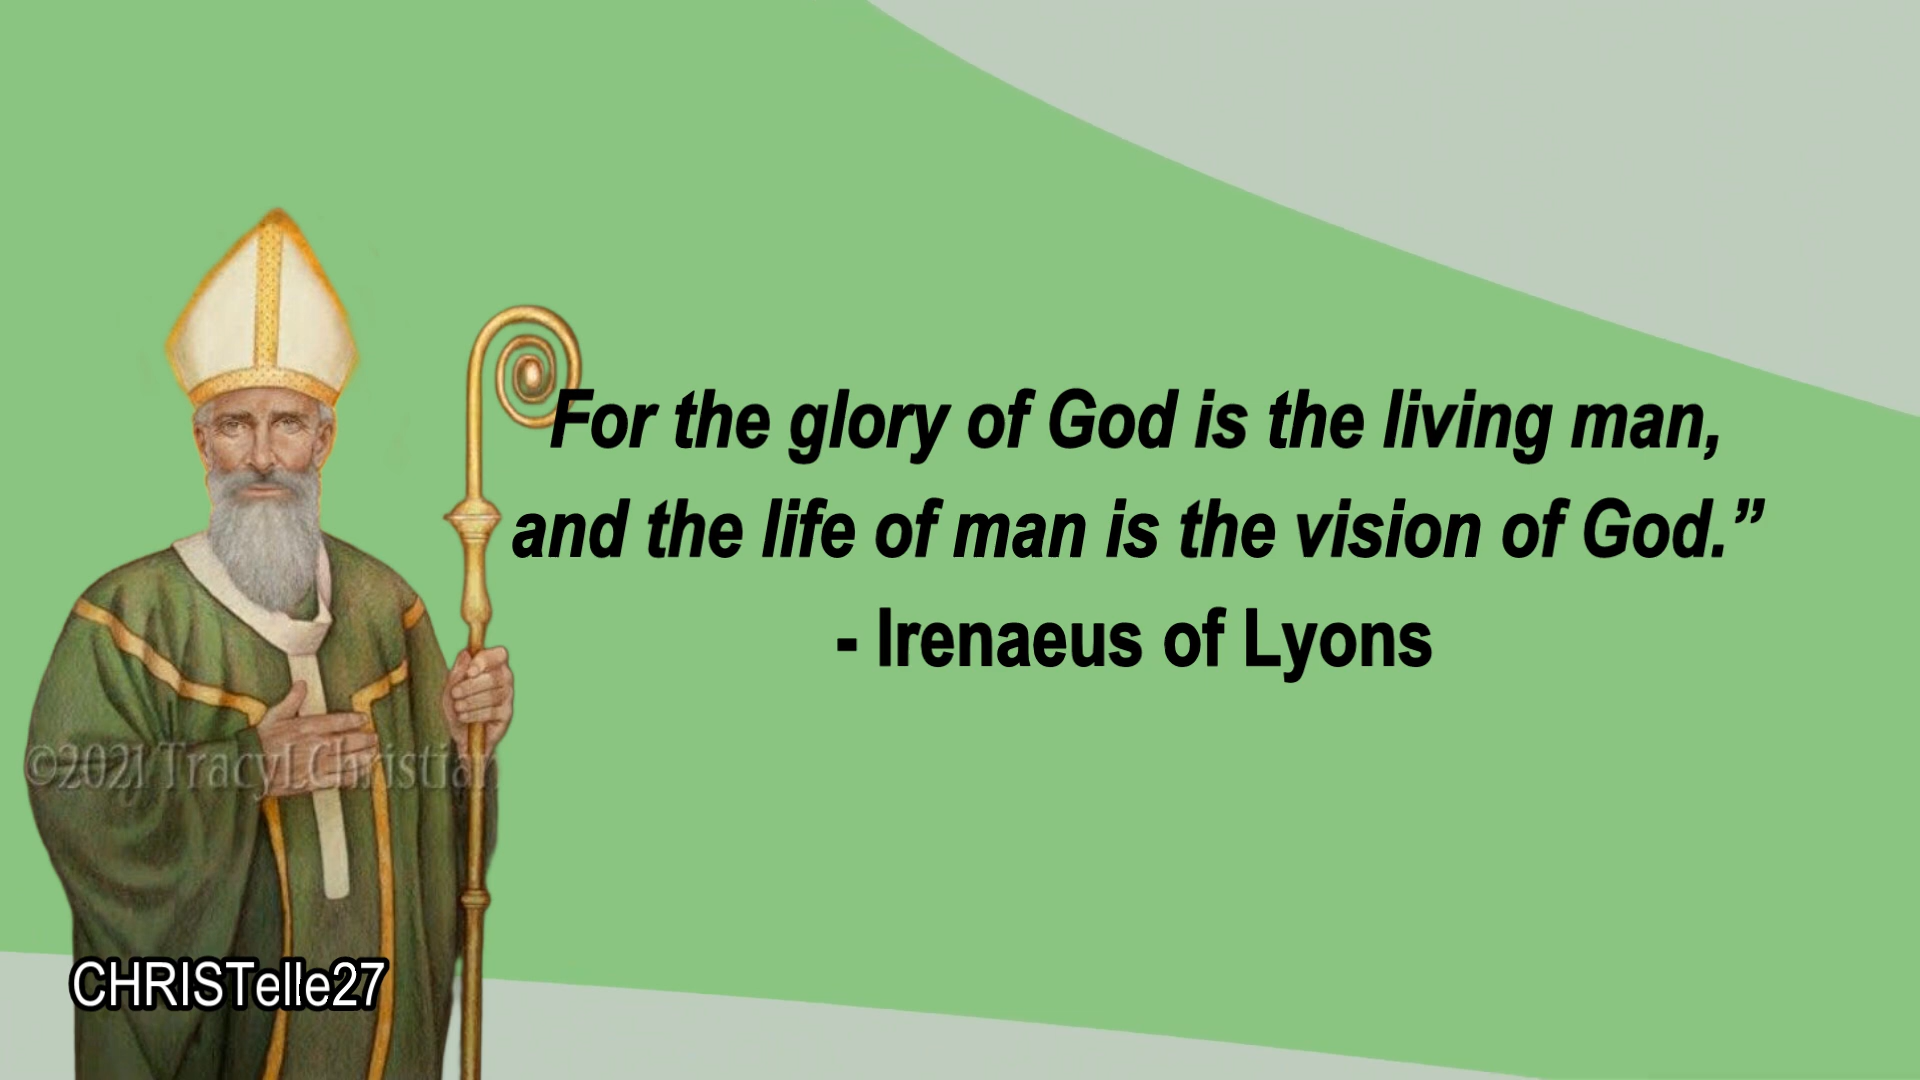 For the glory of God is the living man,
and the life of man is the vision of God.”
- Irenaeus of Lyons
©2021 TracyLChristian
CHRISTelle27